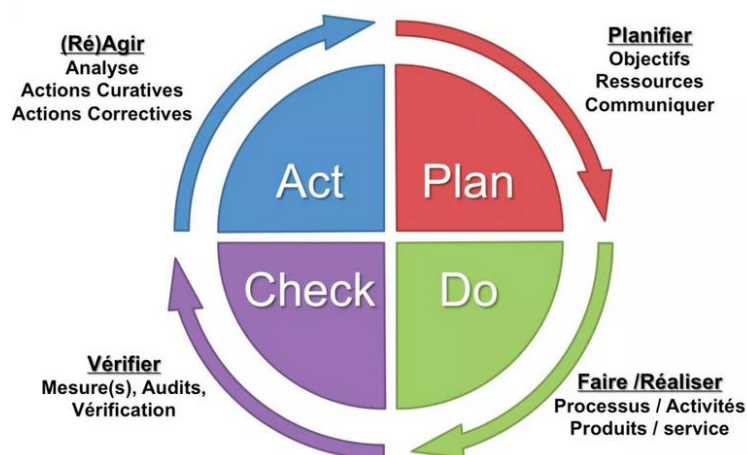 (Ré)Agir
Analyse
Actions Curatives
Actions Correctives
Planifier
Objectifs
Ressources
Communiquer
Act
Plan
Check
Do
Vérifier
Mesure(s), Audits,
Vérification
Faire /Réaliser
Processus / Activités
Produits / service